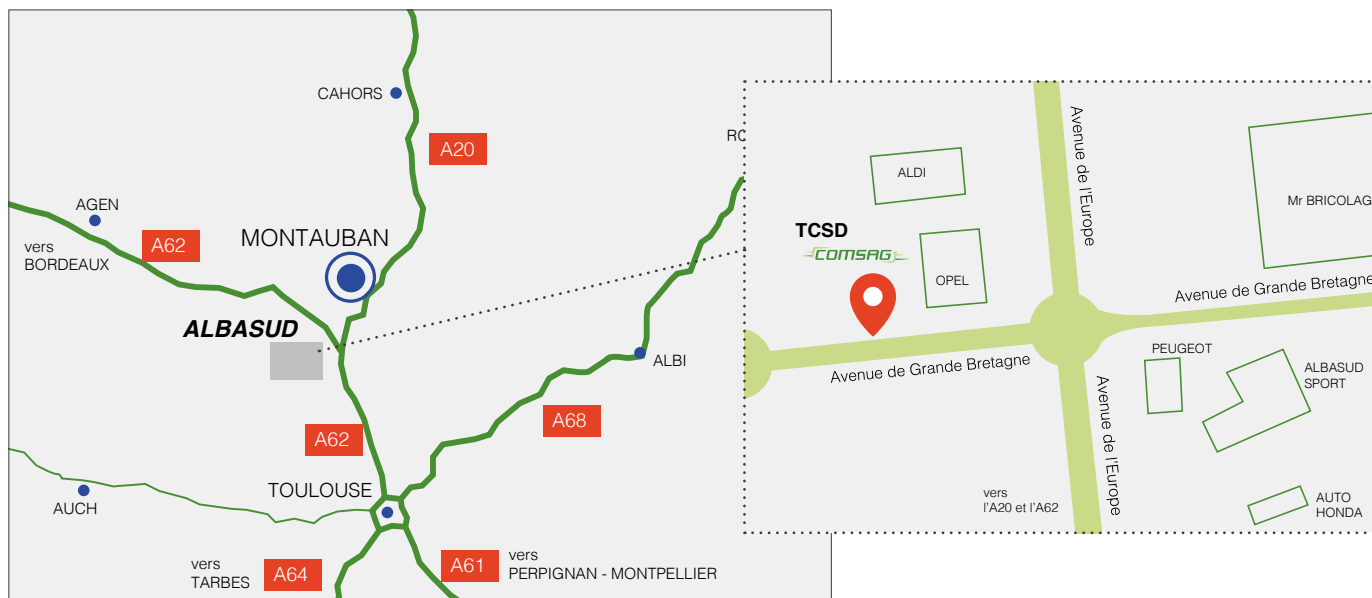 CAHORS
A20
AGEN
vers
BORDEAUX
A62
MONTAUBAN
ALBASUD
ALBI
A62
A68
TOULOUSE
AUCH
vers
TARBES
A64
A61
vers
PERPIGNAN - MONTPELLIER
Avenue de l'Europe
ALDI
Mr BRICOLAG
TCSD
COMSAG
OPEL
Avenue de Grande Bretagne
PEUGEOT
Avenue de Grande Bretagne
ALBASUD
SPORT
Avenue de l'Europe
vers
l'A20 et l'A62
AUTO
HONDA